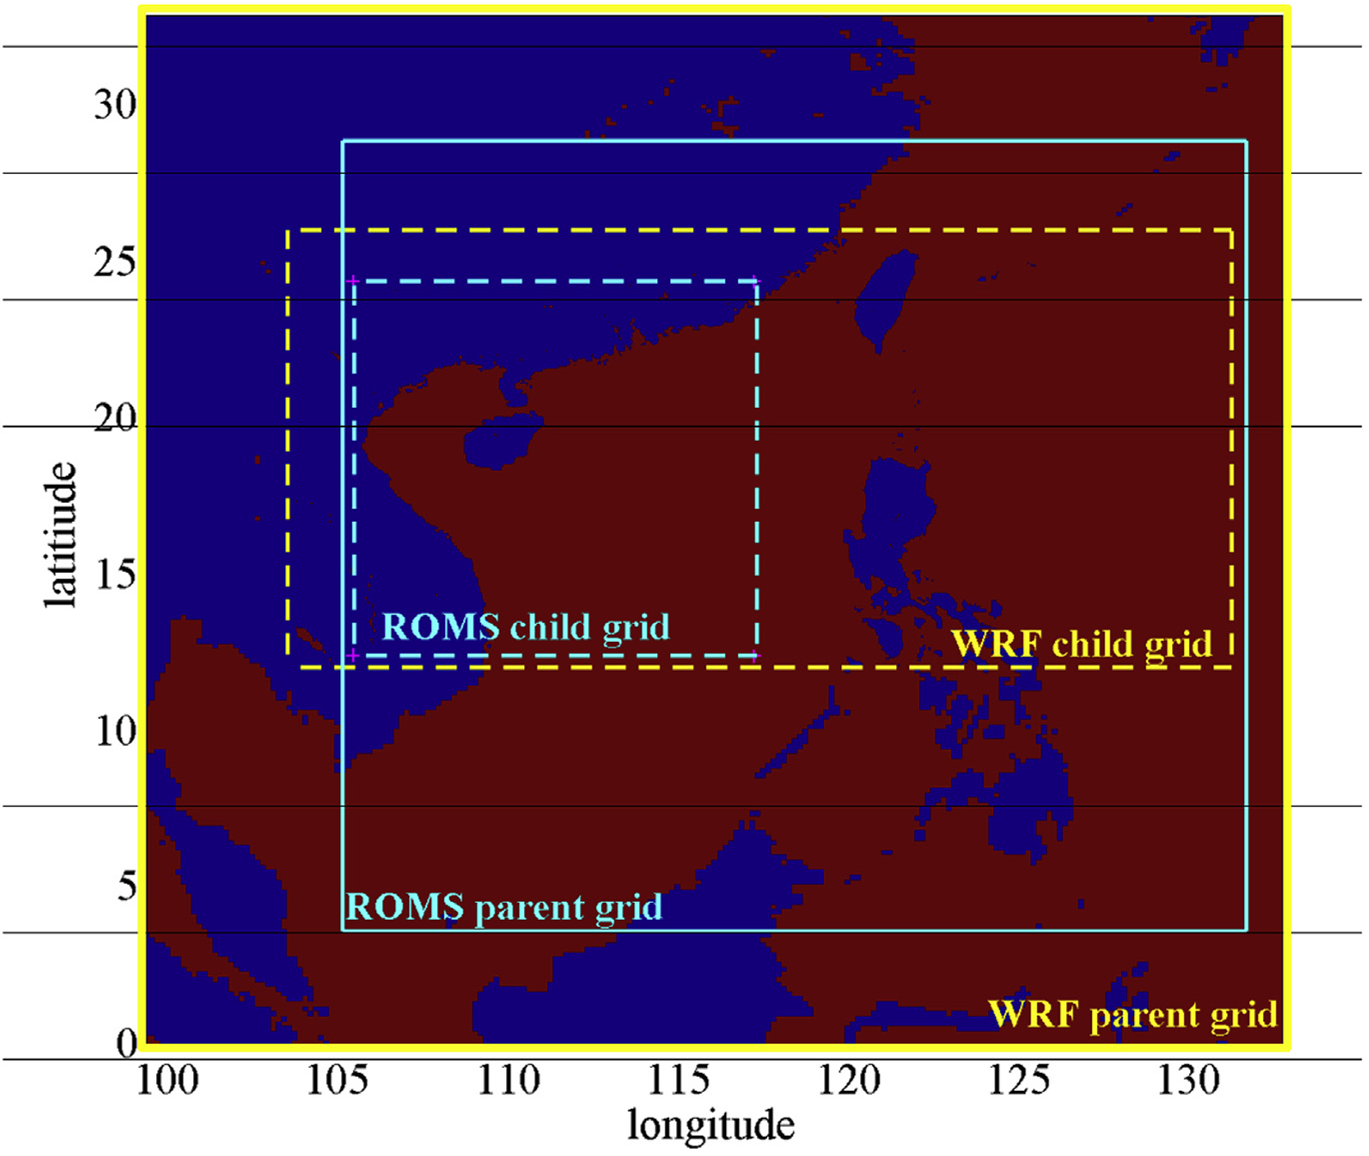 30
25
20
15
10
5
0
latitiude
ROMS child grid
WRF child grid
ROMS parent grid
WRF parent grid
100 105 110 115 120 125 130
longitude